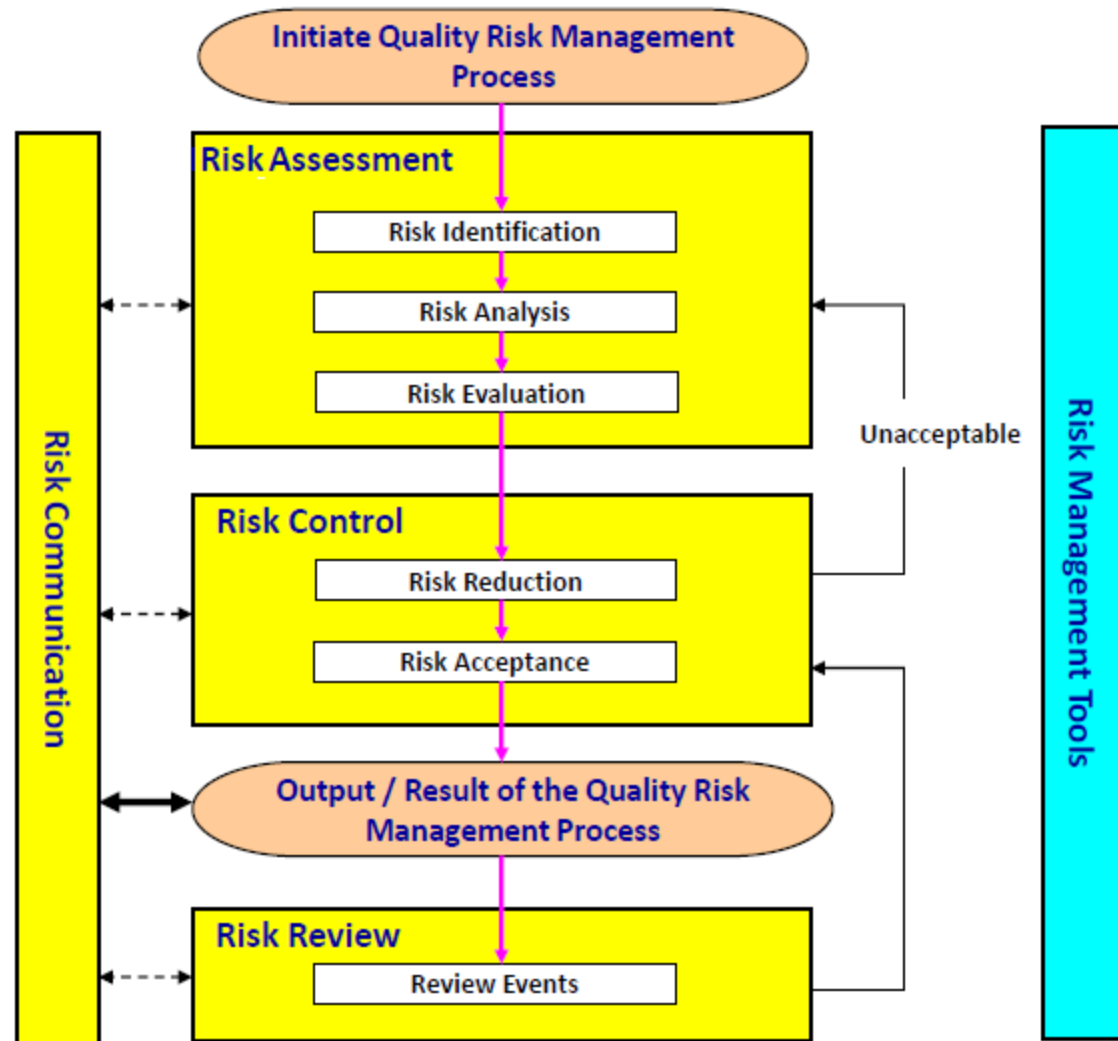 Initiate Quality Risk Management
Process
Risk Assessment
Risk Identification
Risk Analysis
Risk Evaluation
Unacceptable
Risk Communication
Risk Management Tools
Risk Control
Risk Reduction
Risk Acceptance
Output / Result of the Quality Risk
Management Process
Risk Review
Review Events